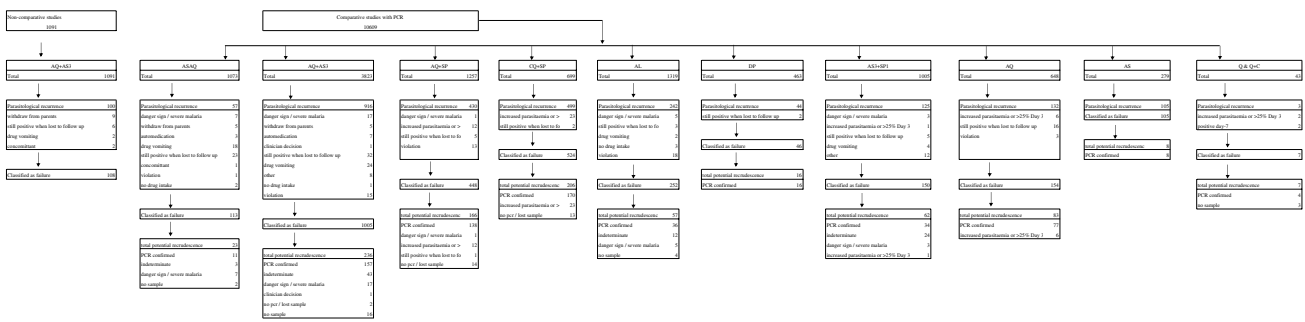 Non-comparative studies
1091
Comparative studies with PCR
10609
AQ+AS3
Total 1091
Parasitological recurrence 100
withdraw from parents 9
still positive when lost to follow up 6
drug vomiting 2
concommittant 2
Classified as failure 108
ASAQ
Total 1073
Parasitological recurrence 57
danger sign / severe malaria 7
withdraw from parents 5
automedication 3
drug vomiting 18
still positive when lost to follow up 23
concomittant 1
violation 1
no drug intake 2
Classified as failure 113
total potential recrudescence 23
PCR confirmed 11
indeterminate 3
danger sign / severe malaria 7
no sample 2
AQ+AS3
Total 3823
Parasitological recurrence 916
danger sign / severe malaria 17
withdraw from parents 5
automedication 7
clinician decision 1
still positive when lost to follow up 32
drug vomiting 24
other 8
no drug intake 1
violation 15
Classified as failure 1005
total potential recrudescence 236
PCR confirmed 157
indeterminate 43
danger sign / severe malaria 17
clinician decision 1
no pcr / lost sample 2
no sample 16
AQ+SP
Total 1257
Parasitological recurrence 430
danger sign / severe malaria 1
increased parasitaemia or > 12
still positive when lost to fo 5
violation 13
Classified as failure 448
total potential recrudescenc 166
PCR confirmed 138
danger sign / severe malaria 1
increased parasitaemia or > 12
still positive when lost to fo 1
no pcr / lost sample 14
CQ+SP
Total 699
Parasitological recurrence 499
increased parasitaemia or > 23
still positive when lost to fo 2
Classified as failure 524
total potential recrudescenc 206
PCR confirmed 170
increased parasitaemia or > 23
no pcr / lost sample 13
AL
Total 1319
Parasitological recurrence 242
danger sign / severe malaria 5
still positive when lost to fo 3
drug vomiting 2
no drug intake 3
violation 18
Classified as failure 252
total potential recrudescenc 57
PCR confirmed 36
indeterminate 12
danger sign / severe malaria 5
no sample 4
DP
Total 463
Parasitological recurrence 44
still positive when lost to follow up 2
Classified as failure 46
total potential recrudescence 16
PCR confirmed 16
AS3+SP1
Total 1005
Parasitological recurrence 125
danger sign / severe malaria 3
increased parasitaemia or >25% Day 3 1
still positive when lost to follow up 5
drug vomiting 4
other 12
Classified as failure 150
total potential recrudescence 62
PCR confirmed 34
indeterminate 24
danger sign / severe malaria 3
increased parasitaemia or >25% Day 3 1
AQ
Total 648
Parasitological recurrence 132
increased parasitaemia or >25% Day 3 6
still positive when lost to follow up 16
violation 3
Classified as failure 154
total potential recrudescence 83
PCR confirmed 77
increased parasitaemia or >25% Day 3 6
AS
Total 279
Parasitological recurrence 105
Classified as failure 105
total potential recrudescenc 8
PCR confirmed 8
Q & Q+C
Total 43
Parasitological recurrence 3
increased parasitaemia or >25% Day 3 2
positive day-7 2
Classified as failure 7
total potential recrudescence 7
PCR confirmed 4
no sample 3